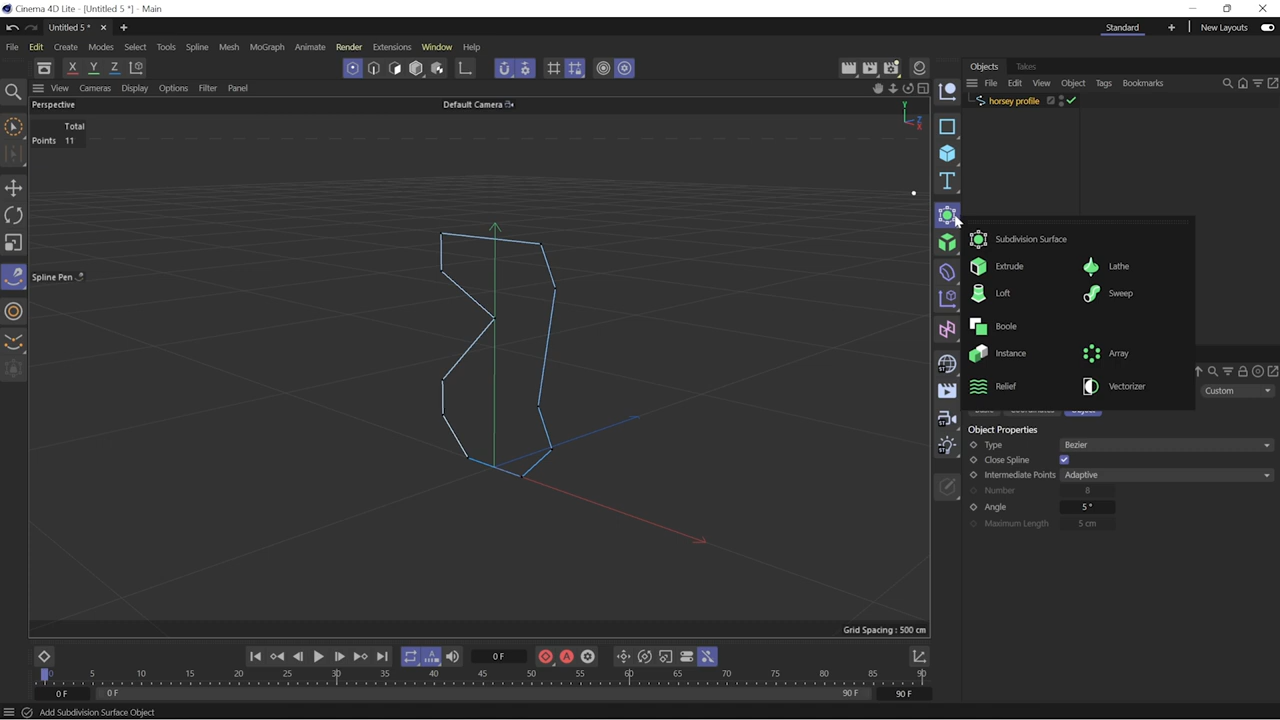 Cinema 4D Lite - [Untitled 5 *] - Main
Untitled 5 *
Standard
New Layouts
File Edit Create Modes Select Tools Spline Mesh MoGraph Animate Render Extensions Window Help
X Y Z
Objects Takes
View Cameras Display Options Filter Panel
File Edit View Object Tags Bookmarks
Perspective
Default Camera
horsey profile
Y
Z
X
Total
Points 11
T
Spline Pen
Subdivision Surface
Extrude Lathe
Loft Sweep
Boole
Instance Array
Relief Vectorizer
ST
Custom
ST
ST
Object Properties
Type Bezier
Close Spline
Intermediate Points Adaptive
Number 8
Angle 5 °
Maximum Length 5 cm
Grid Spacing : 500 cm
0 F
0 5 10 15 20 25 30 35 40 45 50 55 60 65 70 75 80 85 90
0 F 0 F 90 F 90 F
Add Subdivision Surface Object